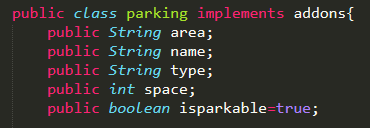 public class parking implements addons{
public String area;
public String name;
public String type;
public int space;
public boolean isparkable=true;